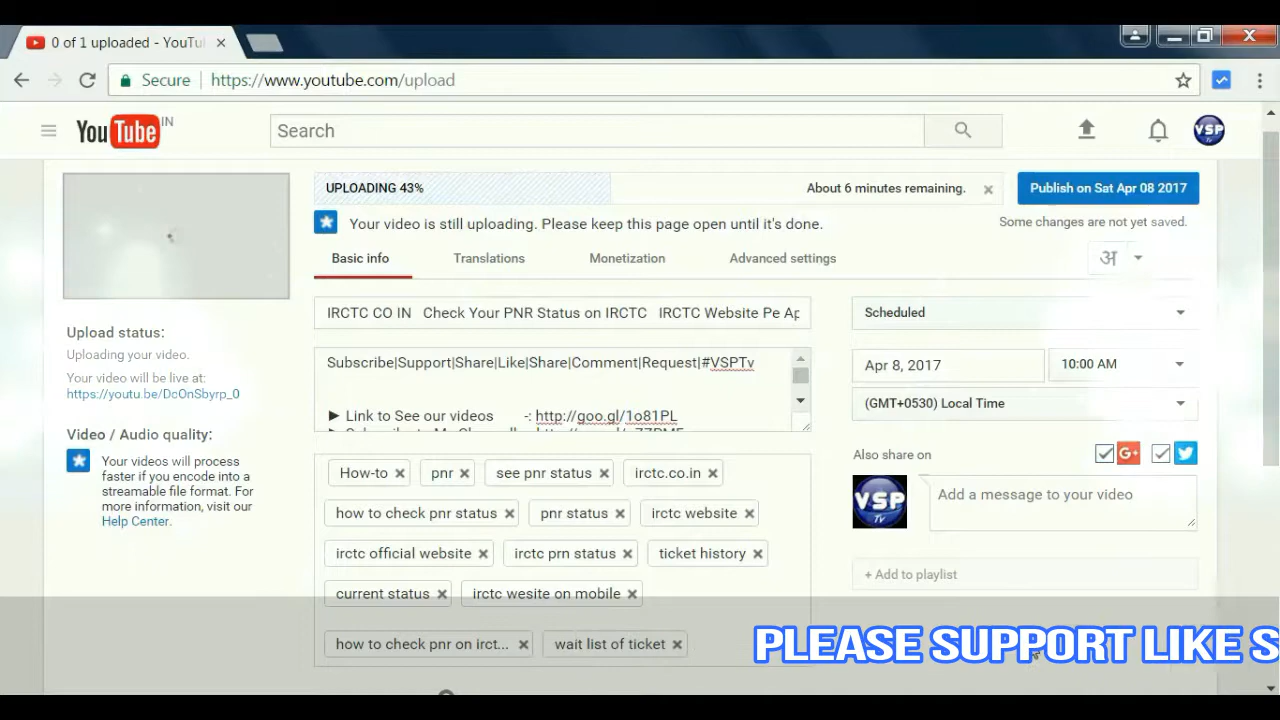 0 of 1 uploaded - YouTu
Secure https://www.youtube.com/upload
YouTube IN
Search
VSP
UPLOADING 43%
About 6 minutes remaining.
Publish on Sat Apr 08 2017
Your video is still uploading. Please keep this page open until it's done.
Some changes are not yet saved.
Basic info Translations Monetization Advanced settings
अ
IRCTC CO IN Check Your PNR Status on IRCTC IRCTC Website Pe Ap
Scheduled
Subscribe|Support|Share|Like|Share|Comment|Request|#VSPTv
Apr 8, 2017 10:00 AM
► Link to See our videos -: http://goo.gl/1o81PL
(GMT+0530) Local Time
Upload status:
Uploading your video.
Your video will be live at:
https://youtu.be/DcOnSbyrp_0
Video / Audio quality:
Your videos will process
faster if you encode into a
streamable file format. For
more information, visit our
Help Center.
Also share on G+
VSP Tv
Add a message to your video
+ Add to playlist
How-to pnr see pnr status irctc.co.in
how to check pnr status pnr status irctc website
irctc official website irctc prn status ticket history
current status irctc wesite on mobile
how to check pnr on irct... wait list of ticket
PLEASE SUPPORT LIKE S